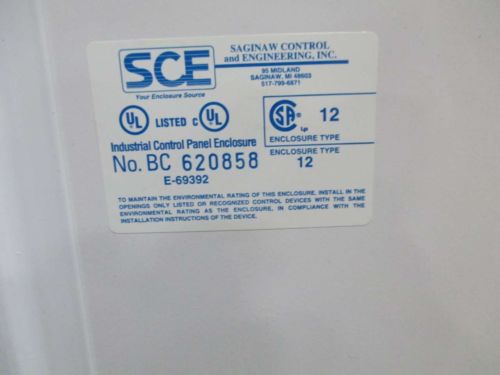 SCE
Your Enclosure Source
SAGINAW CONTROL
and ENGINEERING, INC.
95 MIDLAND
SAGINAW, MI 48603
517-799-6871
UL LISTED C UL
SA LR 12
ENCLOSURE TYPE
Industrial Control Panel Enclosure
No. BC 620858
E-69392
ENCLOSURE TYPE
12
TO MAINTAIN THE ENVIRONMENTAL RATING OF THIS ENCLOSURE, INSTALL IN THE
OPENINGS ONLY LISTED OR RECOGNIZED CONTROL DEVICES WITH THE SAME
ENVIRONMENTAL RATING AS THE ENCLOSURE, IN COMPLIANCE WITH THE
INSTALLATION INSTRUCTIONS OF THE DEVICE.